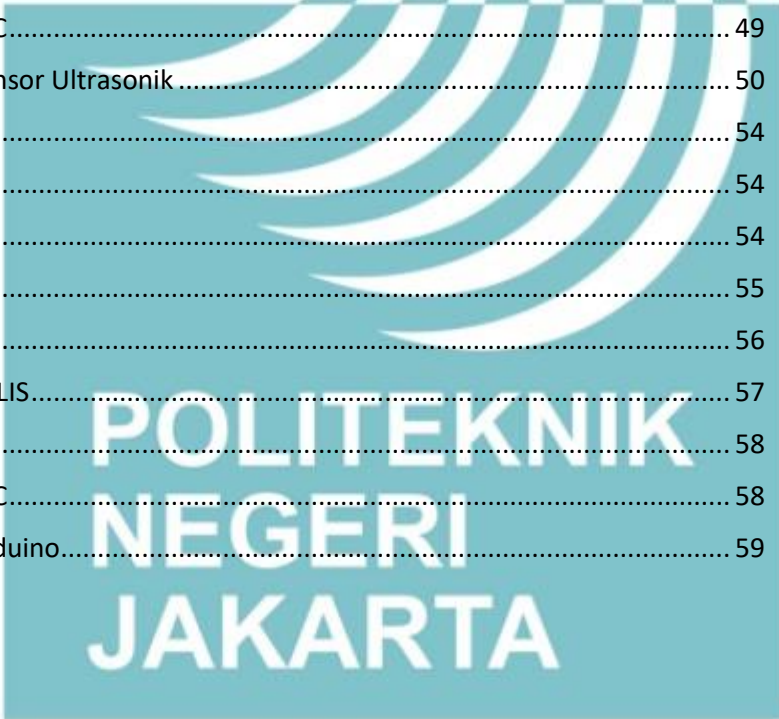 C........ 49
nsor Ultrasonik........ 50
........ 54
........ 54
........ 54
........ 55
........ 56
LIS........ 57
........ 58
C........ 58
duino........ 59
POLITEKNIK
NEGERI
JAKARTA